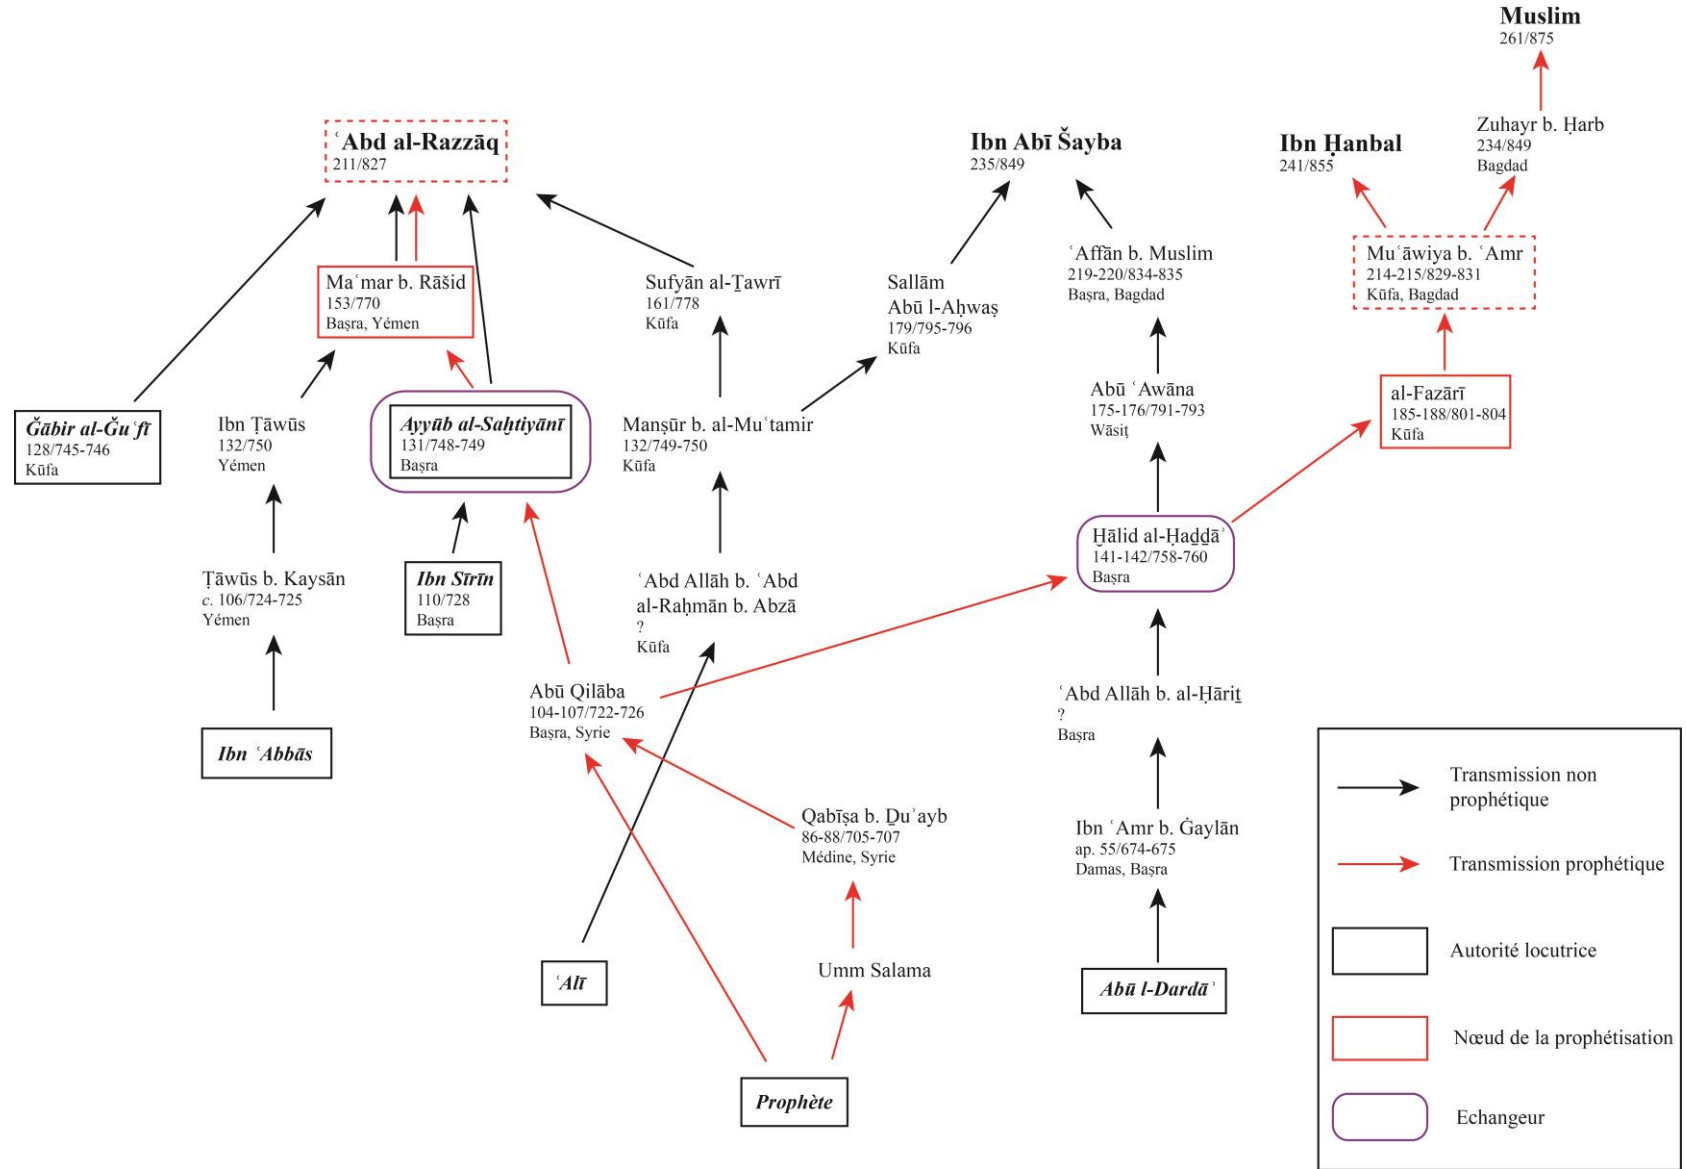 Muslim
261/875
Zuhayr b. Ḥarb
234/849
Bagdad
ʿAbd al-Razzāq
211/827
Ibn Abī Šayba
235/849
Ibn Ḥanbal
241/855
Maʿmar b. Rāšid
153/770
Baṣra, Yémen
Sufyān al-Ṯawrī
161/778
Kūfa
Sallām
Abū l-Aḥwaṣ
179/795-796
Kūfa
ʿAffān b. Muslim
219-220/834-835
Baṣra, Bagdad
Muʿāwiya b. ʿAmr
214-215/829-831
Kūfa, Bagdad
Ǧābir al-Ǧuʿfī
128/745-746
Kūfa
Ibn Ṭāwūs
132/750
Yémen
Ayyūb al-Saḫtiyānī
131/748-749
Baṣra
Manṣūr b. al-Muʿtamir
132/749-750
Kūfa
Abū ʿAwāna
175-176/791-793
Wāsiṭ
al-Fazārī
185-188/801-804
Kūfa
Ṭāwūs b. Kaysān
c. 106/724-725
Yémen
Ibn Sīrīn
110/728
Baṣra
ʿAbd Allāh b. ʿAbd
al-Raḥmān b. Abzā
?
Kūfa
Ḫālid al-Ḥaḏḏāʾ
141-142/758-760
Baṣra
Ibn ʿAbbās
Abū Qilāba
104-107/722-726
Baṣra, Syrie
ʿAbd Allāh b. al-Ḥāriṯ
?
Baṣra
Qabīṣa b. Ḏuʾayb
86-88/705-707
Médine, Syrie
Ibn ʿAmr b. Ġaylān
ap. 55/674-675
Damas, Baṣra
ʿAlī
Umm Salama
Abū l-Dardāʾ
Prophète
Transmission non
prophétique
Transmission prophétique
Autorité locutrice
Nœud de la prophétisation
Echangeur